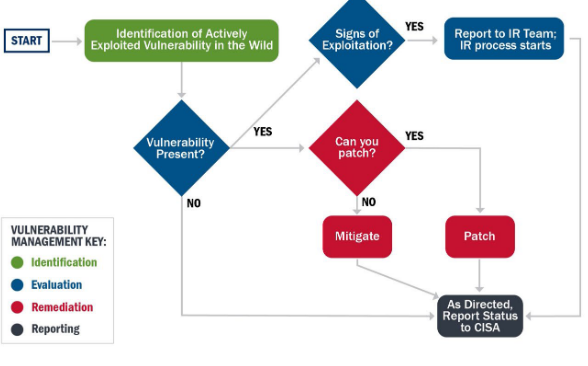 START
Identification of Actively
Exploited Vulnerability in the Wild
Signs of
Exploitation?
YES
Report to IR Team;
IR process starts
Vulnerability
Present?
YES
Can you
patch?
YES
NO
NO
Mitigate
Patch
VULNERABILITY
MANAGEMENT KEY:
Identification
Evaluation
Remediation
Reporting
As Directed,
Report Status
to CISA